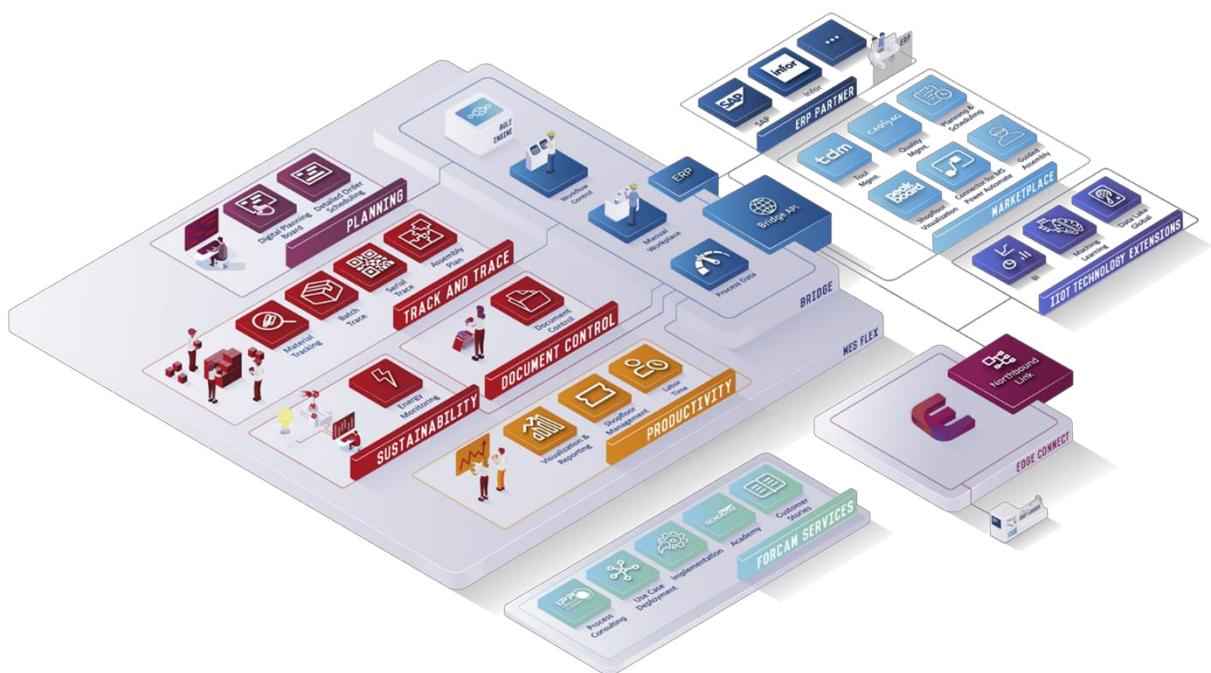 RULE
ENGINE
Workflow
Control
Manual
Workplace
ERP
Bridge API
Process Data
BRIDGE
MES FLEX
Digital Planning
Board
Detailed Order
Scheduling
PLANNING
Material
Tracking
Batch
Trace
Serial
Trace
Assembly
Plan
TRACK AND TRACE
Document
Control
DOCUMENT CONTROL
Energy
Monitoring
SUSTAINABILITY
Visualization &
Reporting
Shopfloor
Management
Labor
Time
PRODUCTIVITY
SAP
SAP
infor
Infor
...
ERP
ERP PARTNER
tdm
Tool
Mgmt.
CAQ AG
Quality
Mgmt.
Planning &
Scheduling
Shopfloor
Visualization
Connector for MS
Power Automate
Guided
Assembly
MARKETPLACE
BI
Maching
Learning
Data Lake
Global
IIOT TECHNOLOGY EXTENSIONS
Northbound
Link
EDGE CONNECT
Process
Consulting
Use Case
Deployment
Implementation
Academy
Customer
Stories
FORCAM SERVICES